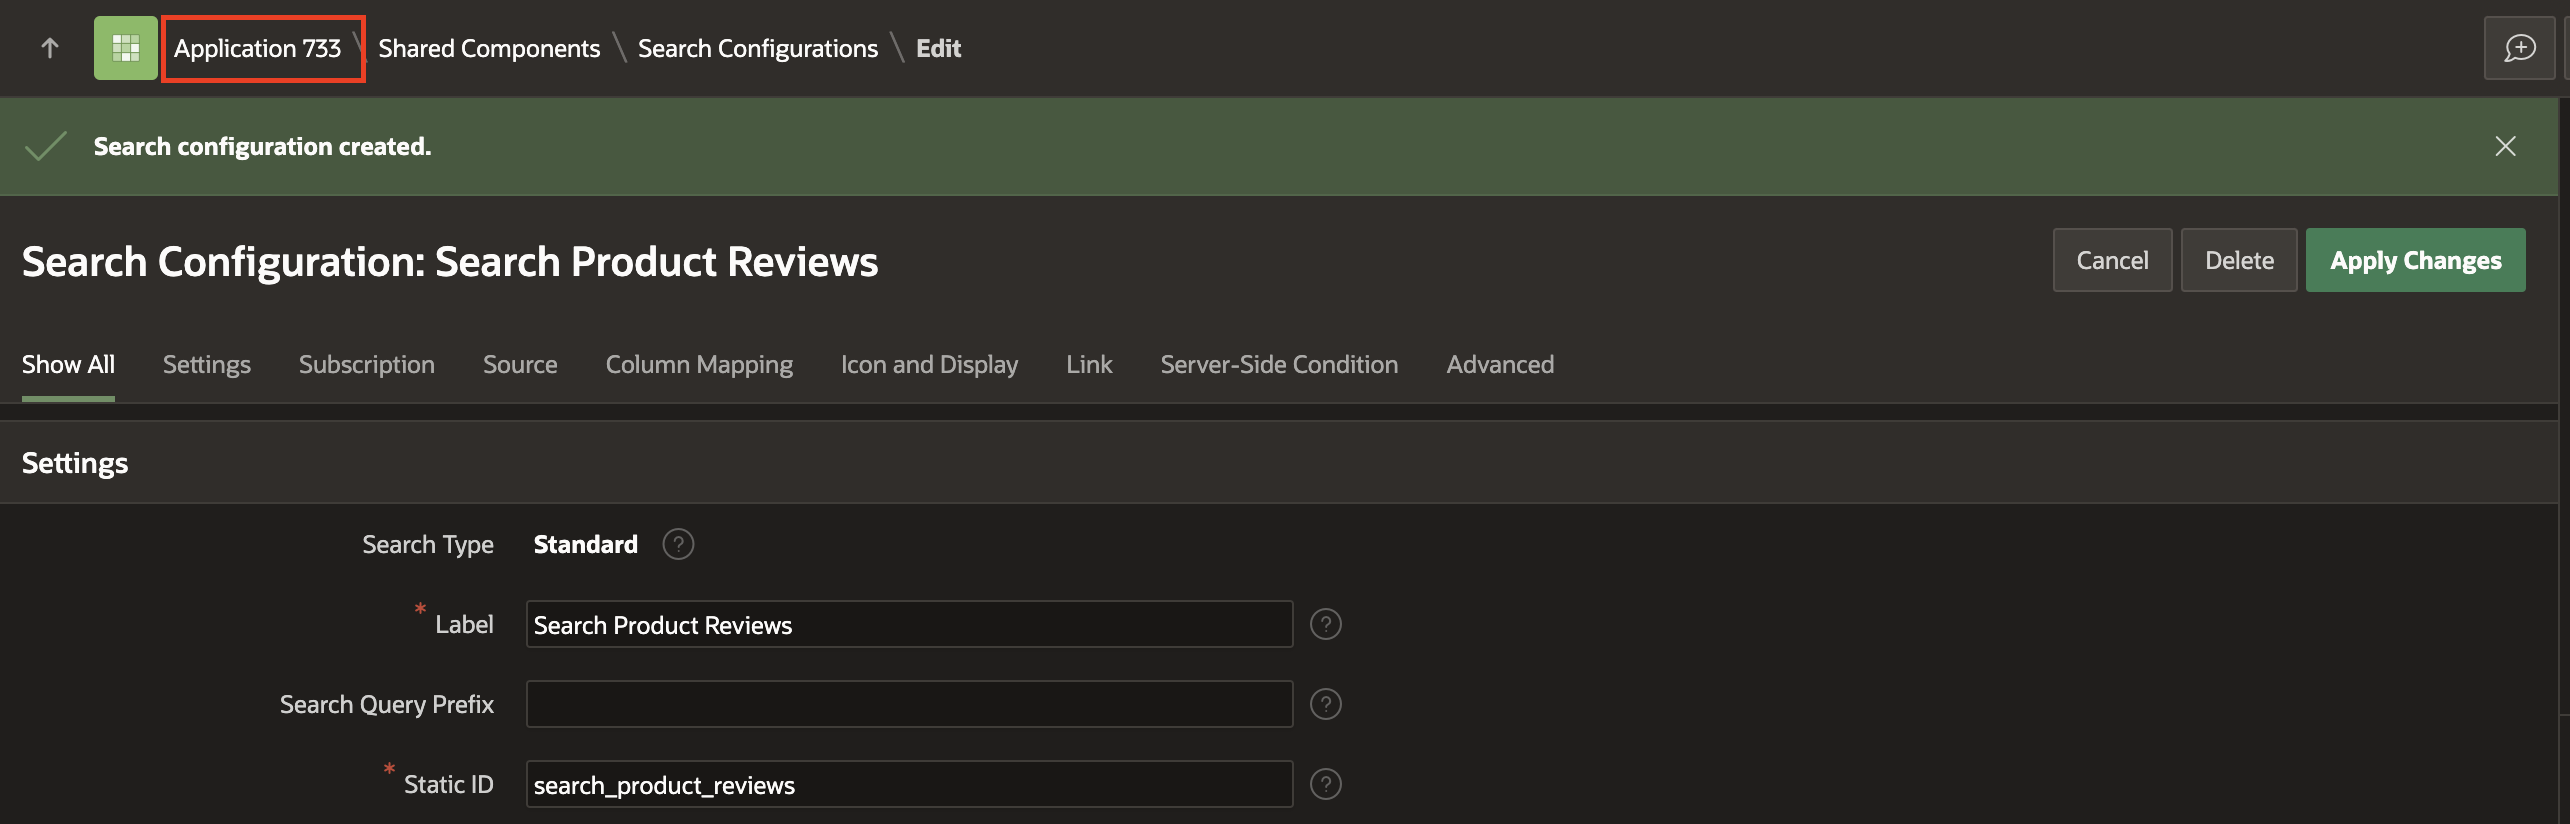 Application 733 \ Shared Components \ Search Configurations \ Edit
Search configuration created.
Search Configuration: Search Product Reviews
Cancel Delete Apply Changes
Show All Settings Subscription Source Column Mapping Icon and Display Link Server-Side Condition Advanced
Settings
Search Type Standard ?
* Label Search Product Reviews ?
Search Query Prefix ?
* Static ID search_product_reviews ?